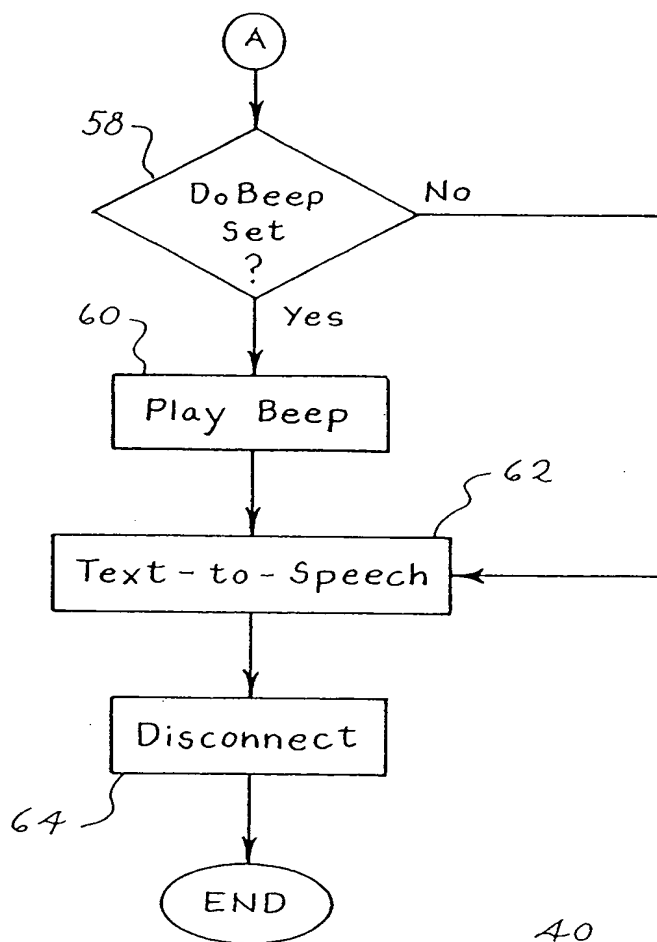 A
58
DoBeep
No
Set
?
Yes
60
Play Beep
62
Text-to-Speech
Disconnect
64
END
40